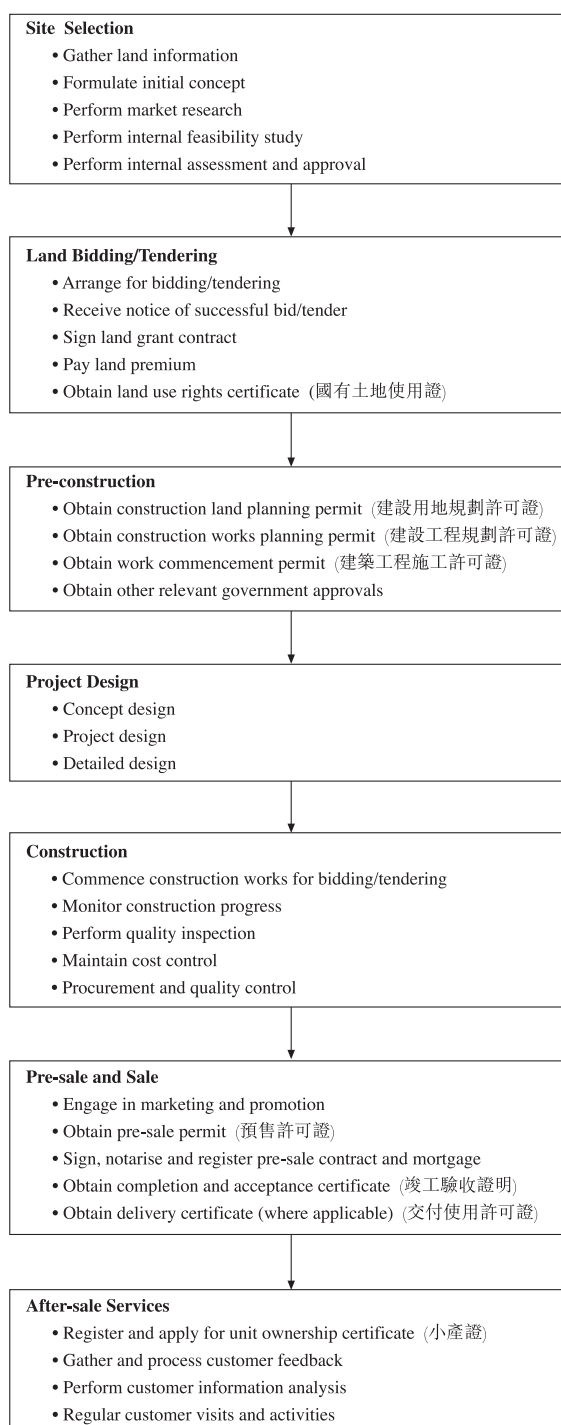 Site Selection
• Gather land information
• Formulate initial concept
• Perform market research
• Perform internal feasibility study
• Perform internal assessment and approval
Land Bidding/Tendering
• Arrange for bidding/tendering
• Receive notice of successful bid/tender
• Sign land grant contract
• Pay land premium
• Obtain land use rights certificate (國有土地使用證)
Pre-construction
• Obtain construction land planning permit (建設用地規劃許可證)
• Obtain construction works planning permit (建設工程規劃許可證)
• Obtain work commencement permit (建築工程施工許可證)
• Obtain other relevant government approvals
Project Design
• Concept design
• Project design
• Detailed design
Construction
• Commence construction works for bidding/tendering
• Monitor construction progress
• Perform quality inspection
• Maintain cost control
• Procurement and quality control
Pre-sale and Sale
• Engage in marketing and promotion
• Obtain pre-sale permit (預售許可證)
• Sign, notarise and register pre-sale contract and mortgage
• Obtain completion and acceptance certificate (竣工驗收證明)
• Obtain delivery certificate (where applicable) (交付使用許可證)
After-sale Services
• Register and apply for unit ownership certificate (小產證)
• Gather and process customer feedback
• Perform customer information analysis
• Regular customer visits and activities